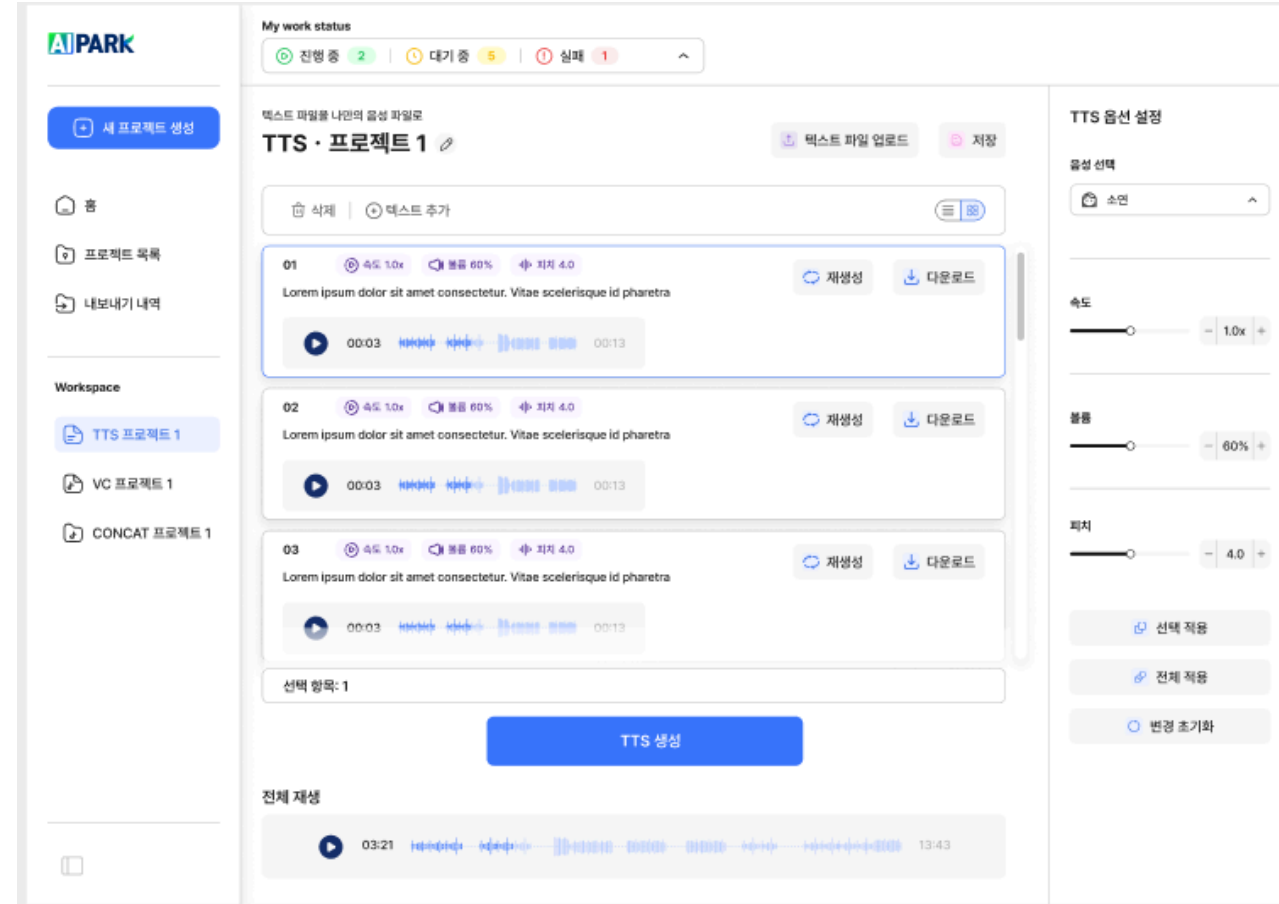 AIPARK
새 프로젝트 생성
홈
프로젝트 목록
내보내기 내역
Workspace
TTS 프로젝트 1
VC 프로젝트 1
CONCAT 프로젝트 1
My work status
진행 중 2 대기 중 5 실패 1
텍스트 파일을 나만의 음성 파일로
TTS · 프로젝트 1
텍스트 파일 업로드 저장
삭제 텍스트 추가
01 속도 1.0x 볼륨 60% 피치 4.0
재생성 다운로드
Lorem ipsum dolor sit amet consectetur. Vitae scelerisque id pharetra
00:03 00:13
02 속도 1.0x 볼륨 60% 피치 4.0
재생성 다운로드
Lorem ipsum dolor sit amet consectetur. Vitae scelerisque id pharetra
00:03 00:13
03 속도 1.0x 볼륨 60% 피치 4.0
재생성 다운로드
Lorem ipsum dolor sit amet consectetur. Vitae scelerisque id pharetra
00:03 00:13
선택 항목: 1
TTS 생성
전체 재생
03:21 13:43
TTS 옵션 설정
음성 선택
소연
속도
- 1.0x +
볼륨
- 60% +
피치
- 4.0 +
선택 적용
전체 적용
변경 초기화